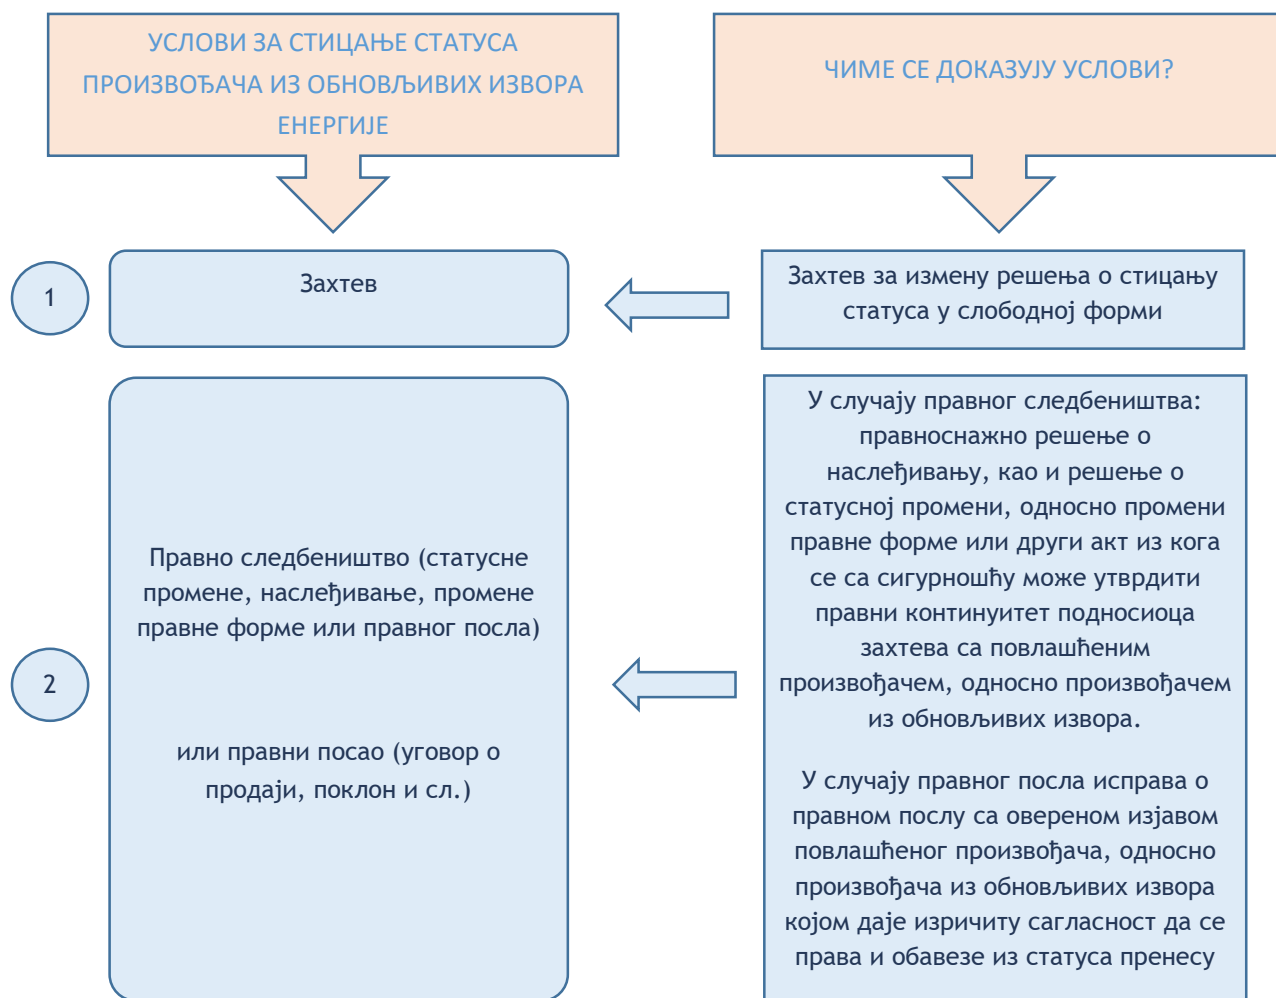 УСЛОВИ ЗА СТИЦАЊЕ СТАТУСА
ПРОИЗВОЂАЧА ИЗ ОБНОВЉИВИХ ИЗВОРА
ЕНЕРГИЈЕ
ЧИМЕ СЕ ДОКАЗУЈУ УСЛОВИ?
1
Захтев
Захтев за измену решења о стицању
статуса у слободној форми
2
Правно следбеништво (статусне
промене, наслеђивање, промене
правне форме или правног посла)
или правни посао (уговор о
продаји, поклон и сл.)
У случају правног следбеништва:
правноснажно решење о
наслеђивању, као и решење о
статусној промени, односно промени
правне форме или други акт из кога
се са сигурношћу може утврдити
правни континуитет подносиоца
захтева са повлашћеним
произвођачем, односно произвођачем
из обновљивих извора.
У случају правног посла исправа о
правном послу са овереном изјавом
повлашћеног произвођача, односно
произвођача из обновљивих извора
којом даје изричиту сагласност да се
права и обавезе из статуса пренесу